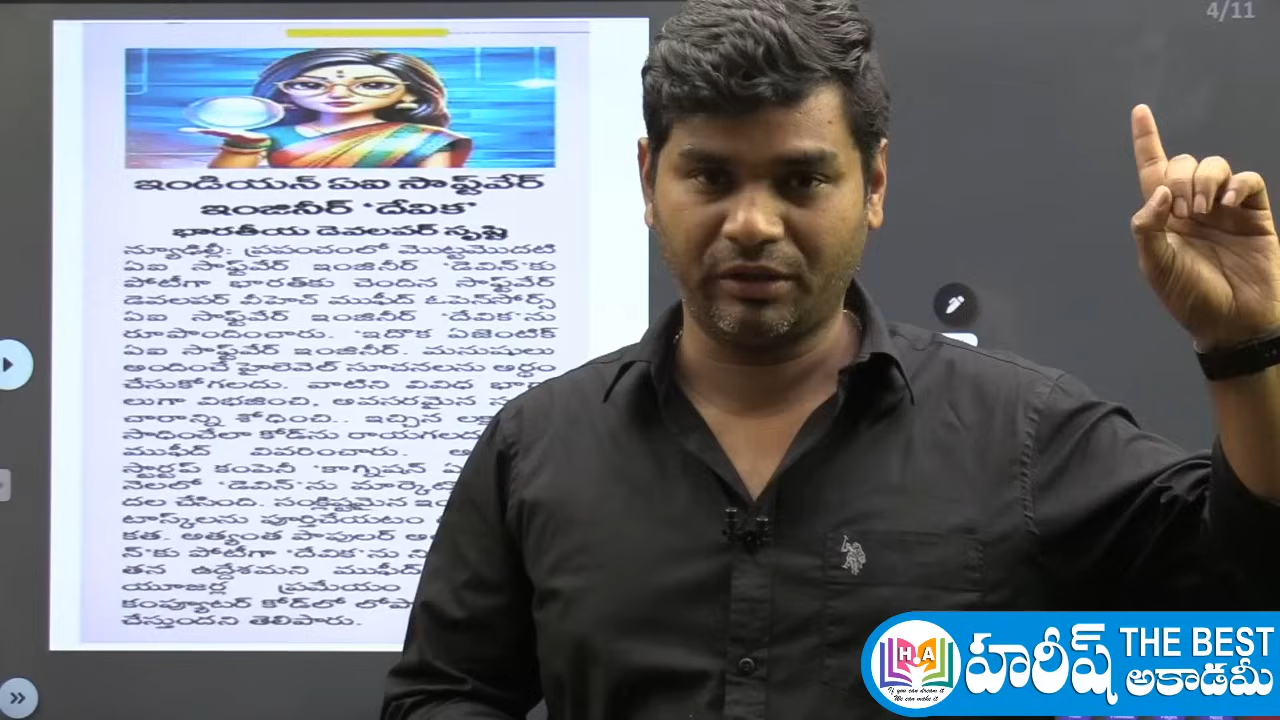 4/11
ఇండియన్ ఏఐ సాఫ్ట్‌వేర్
ఇంజినీర్ ‘దేవిక’
భారతీయ డెవలపర్ సృష్టి
న్యూఢిల్లీ: ప్రపంచంలో మొట్టమొదటి
ఏఐ సాఫ్ట్‌వేర్ ఇంజినీర్ ‘డెవిన్’కు
పోటీగా భారత్‌కు చెందిన సాఫ్ట్‌వేర్
డెవలపర్ వీహెచ్ ముఫీద్ ఓపెన్‌సోర్స్
ఏఐ సాఫ్ట్‌వేర్ ఇంజినీర్ ‘దేవిక’ను
రూపొందించారు. ‘ఇదొక ఏజెంటిక్
ఏఐ సాఫ్ట్‌వేర్ ఇంజినీర్. మనుషులు
అందించే హైలెవెల్ సూచనలను అర్థం
చేసుకోగలదు. వాటిని వివిధ
లుగా విభజించి, అవసరమైన
చారాన్ని శోధించి.. ఇచ్చిన
సాధించేలా కోడ్‌ను
ముఫీద్ వివరించారు.
స్టార్టప్ కంపెనీ ‘కాగ్నిషన్
నెలలో ‘డెవిన్’ను
దల చేసింది. సంక్లిష్టమైన
టాస్క్‌లను పూర్తిచేయటం
కత. అత్యంత పాపులర్
న్’కు పోటీగా ‘దేవిక’ను
తన ఉద్దేశమని ముఫీద్
యూజర్ల ప్రమేయం
కంప్యూటర్ కోడ్‌లో
చేస్తుందని తెలిపారు.
H A
If you can dream it
We can make it
హరీష్ THE BEST
అకాడమీ